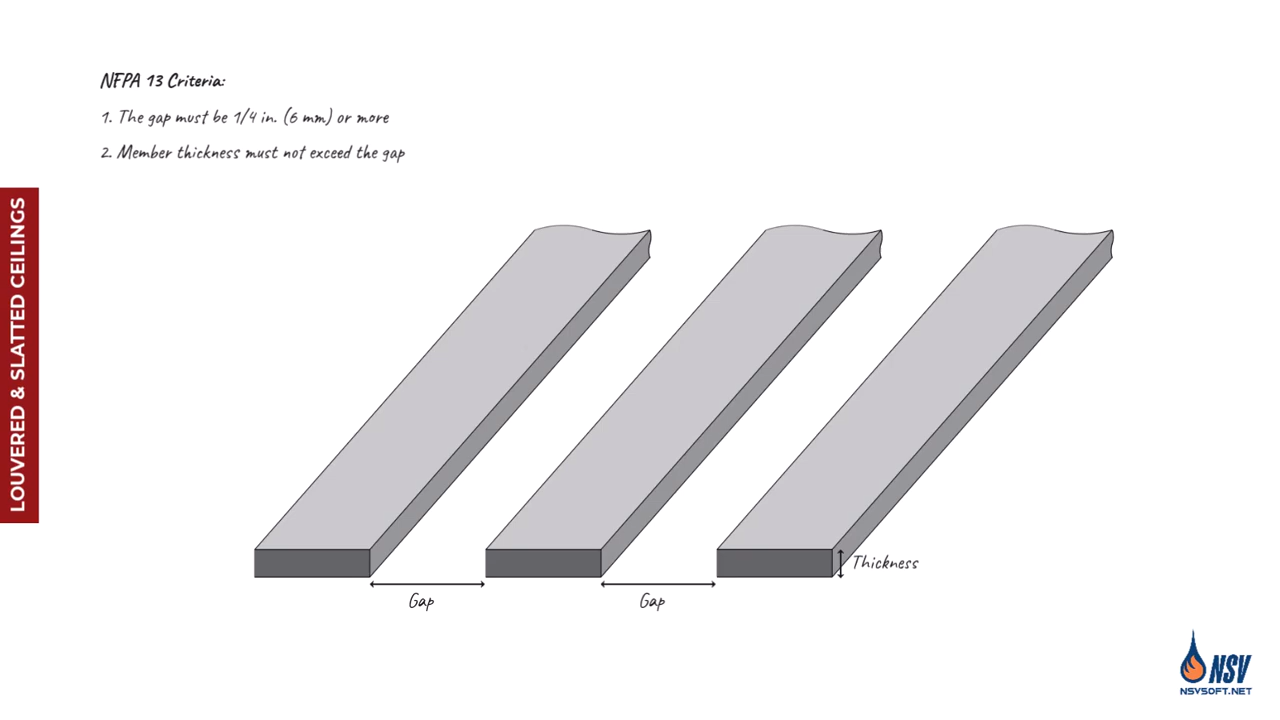 NFPA 13 Criteria:
1. The gap must be 1/4 in. (6 mm) or more
2. Member thickness must not exceed the gap
LOUVERED & SLATTED CEILINGS
Thickness
Gap
Gap
NSV
NSVSOFT.NET